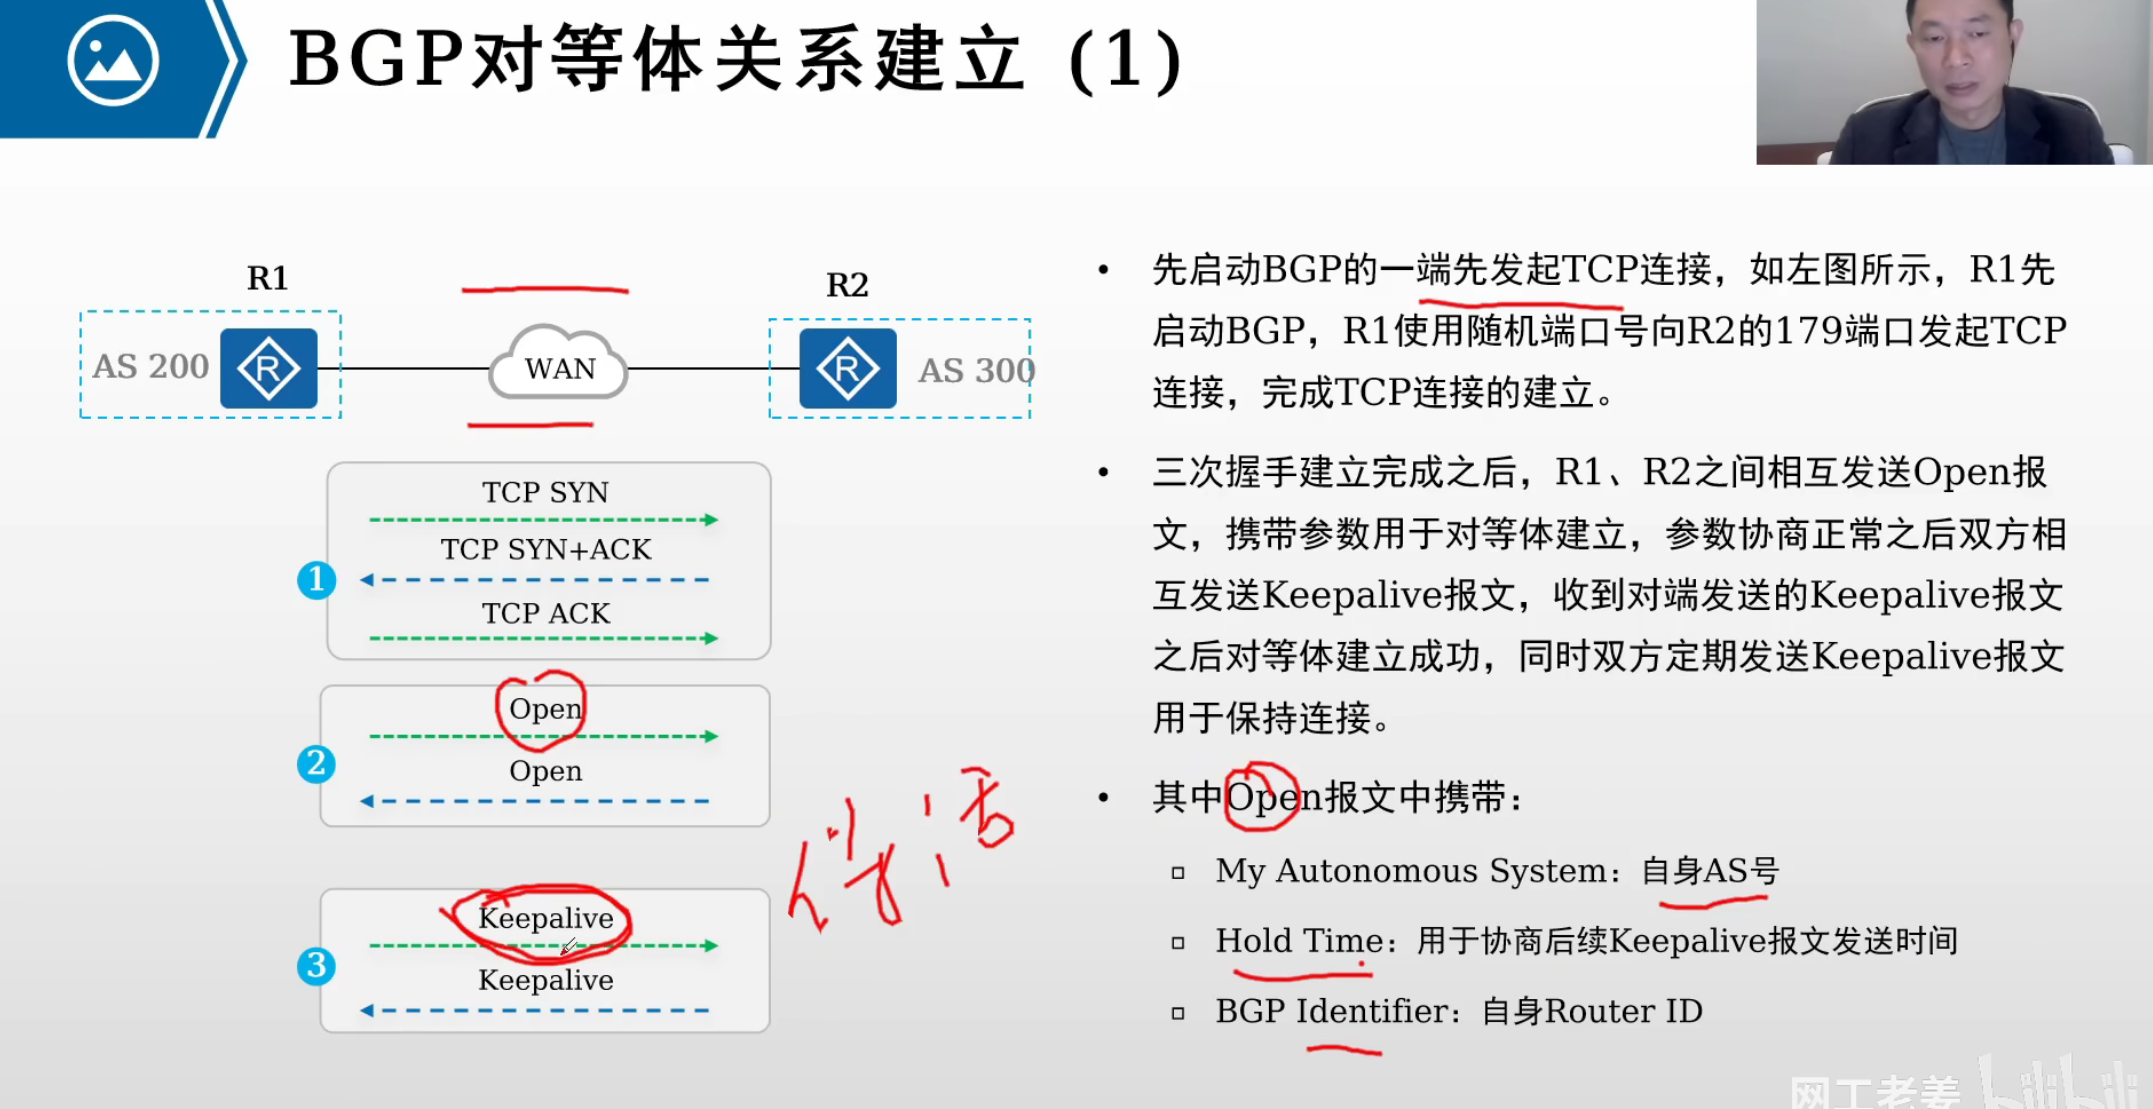 BGP对等体关系建立 (1)
R1
R2
AS 200
WAN
AS 300
TCP SYN
TCP SYN+ACK
1
TCP ACK
Open
2
Open
Keepalive
3
Keepalive
保活
• 先启动BGP的一端先发起TCP连接，如左图所示，R1先
启动BGP，R1使用随机端口号向R2的179端口发起TCP
连接，完成TCP连接的建立。
• 三次握手建立完成之后，R1、R2之间相互发送Open报
文，携带参数用于对等体建立，参数协商正常之后双方相
互发送Keepalive报文，收到对端发送的Keepalive报文
之后对等体建立成功，同时双方定期发送Keepalive报文
用于保持连接。
• 其中Open报文中携带：
▫ My Autonomous System：自身AS号
▫ Hold Time：用于协商后续Keepalive报文发送时间
▫ BGP Identifier：自身Router ID
网工老姜 bilibili